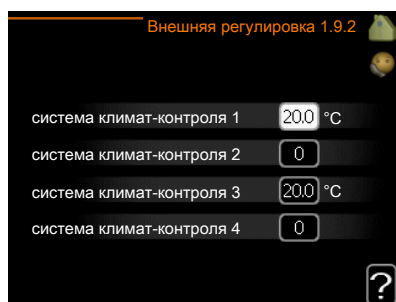 Внешняя регулировка 1.9.2
система климат-контроля 1 20.0 °C
система климат-контроля 2 0
система климат-контроля 3 20.0 °C
система климат-контроля 4 0
?